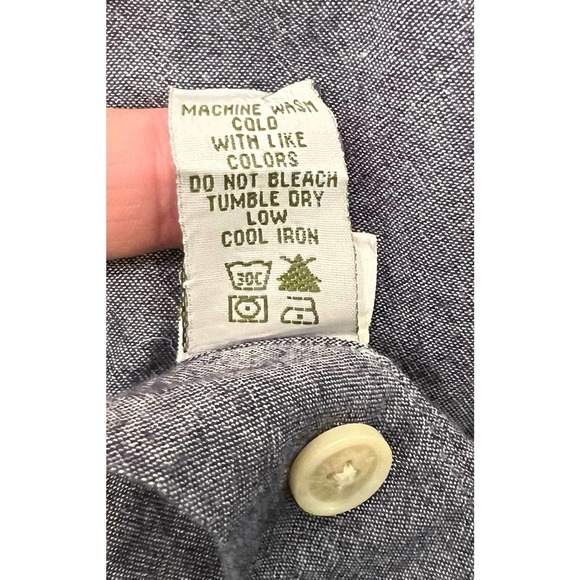 MACHINE WASH
COLD
WITH LIKE
COLORS
DO NOT BLEACH
TUMBLE DRY
LOW
COOL IRON
30C